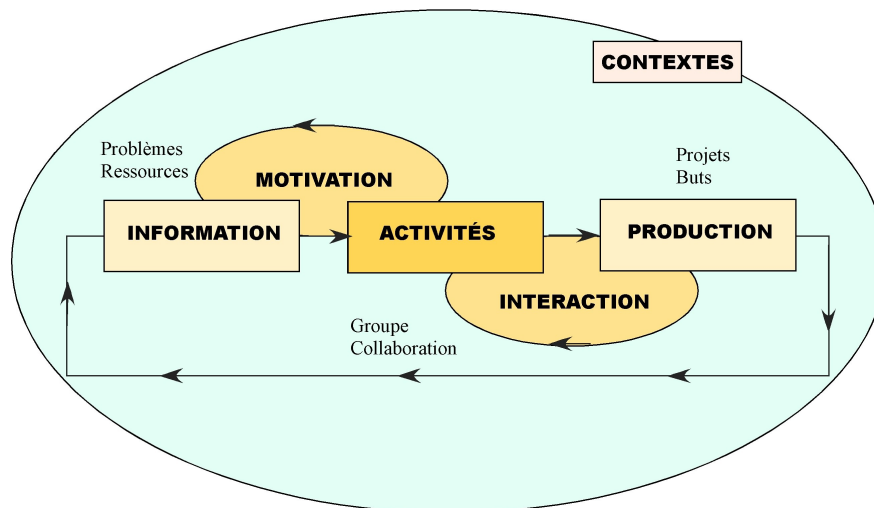 CONTEXTES
Problèmes
Ressources
Projets
Buts
MOTIVATION
INFORMATION
ACTIVITÉS
PRODUCTION
INTERACTION
Groupe
Collaboration